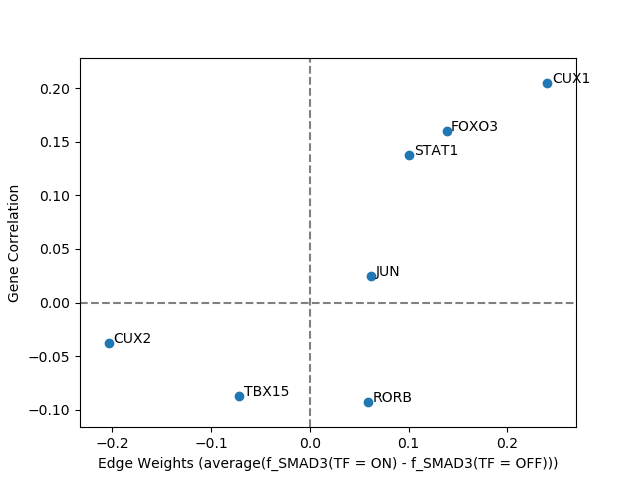 0.20
0.15
0.10
0.05
0.00
−0.05
−0.10
Gene Correlation
CUX1
FOXO3
STAT1
JUN
CUX2
TBX15
RORB
−0.2
−0.1
0.0
0.1
0.2
Edge Weights (average(f_SMAD3(TF = ON) - f_SMAD3(TF = OFF)))